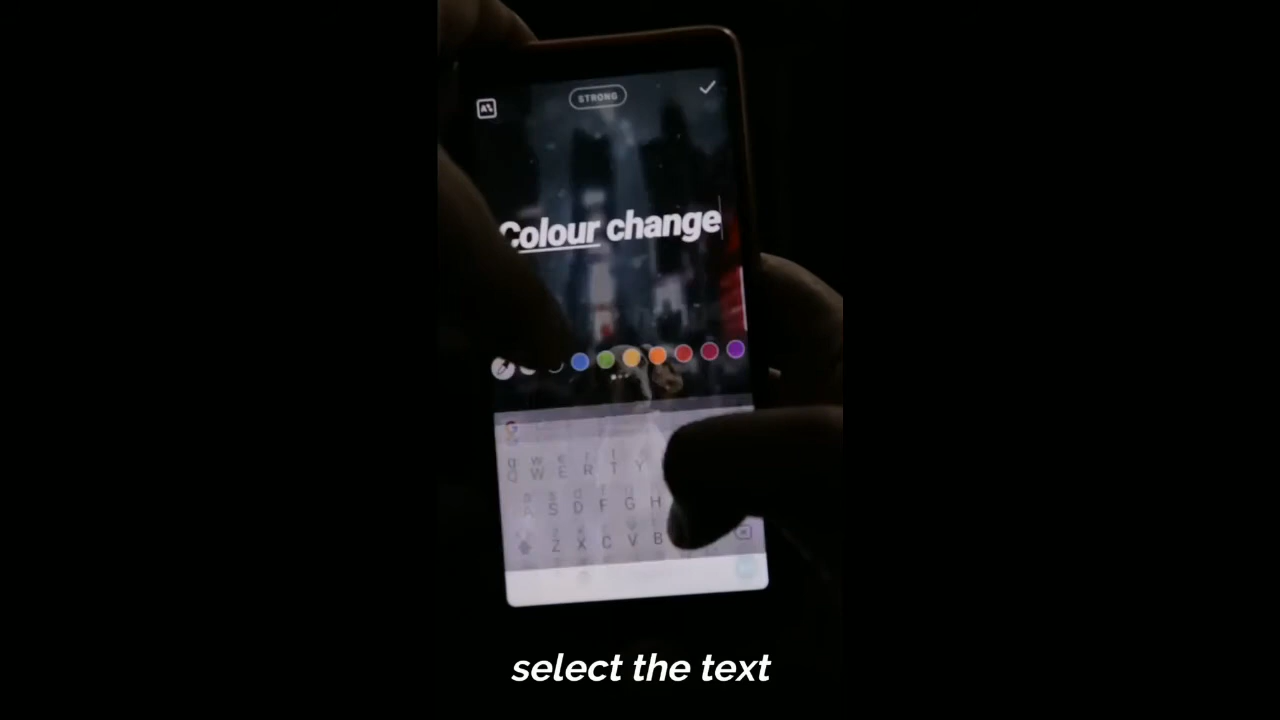 STRONG
Colour change
G
Q W E R T Y
S D F G H
Z X C V B
select the text